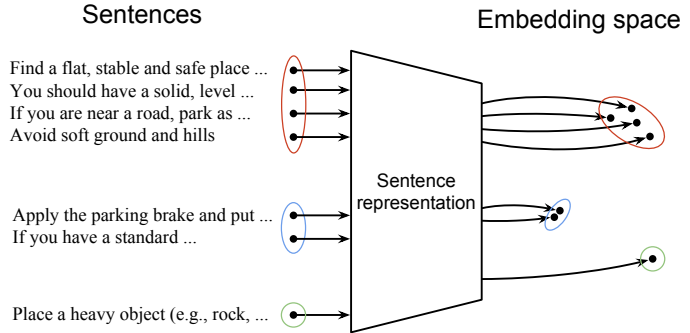 Sentences
Embedding space
Find a flat, stable and safe place ...
You should have a solid, level ...
If you are near a road, park as ...
Avoid soft ground and hills
Sentence
representation
Apply the parking brake and put ...
If you have a standard ...
Place a heavy object (e.g., rock, ...